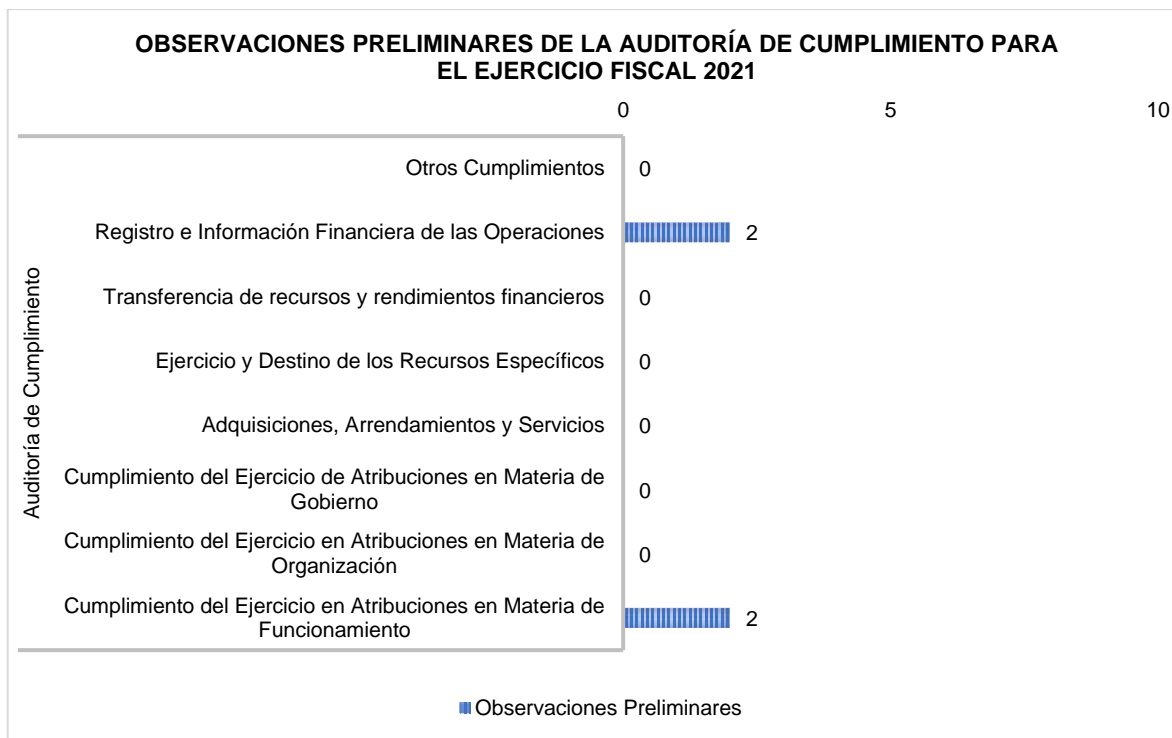 OBSERVACIONES PRELIMINARES DE LA AUDITORÍA DE CUMPLIMIENTO PARA
EL EJERCICIO FISCAL 2021
0 5 10
Auditoría de Cumplimiento
Otros Cumplimientos 0
Registro e Información Financiera de las Operaciones 2
Transferencia de recursos y rendimientos financieros 0
Ejercicio y Destino de los Recursos Específicos 0
Adquisiciones, Arrendamientos y Servicios 0
Cumplimiento del Ejercicio de Atribuciones en Materia de
Gobierno 0
Cumplimiento del Ejercicio en Atribuciones en Materia de
Organización 0
Cumplimiento del Ejercicio en Atribuciones en Materia de
Funcionamiento 2
Observaciones Preliminares